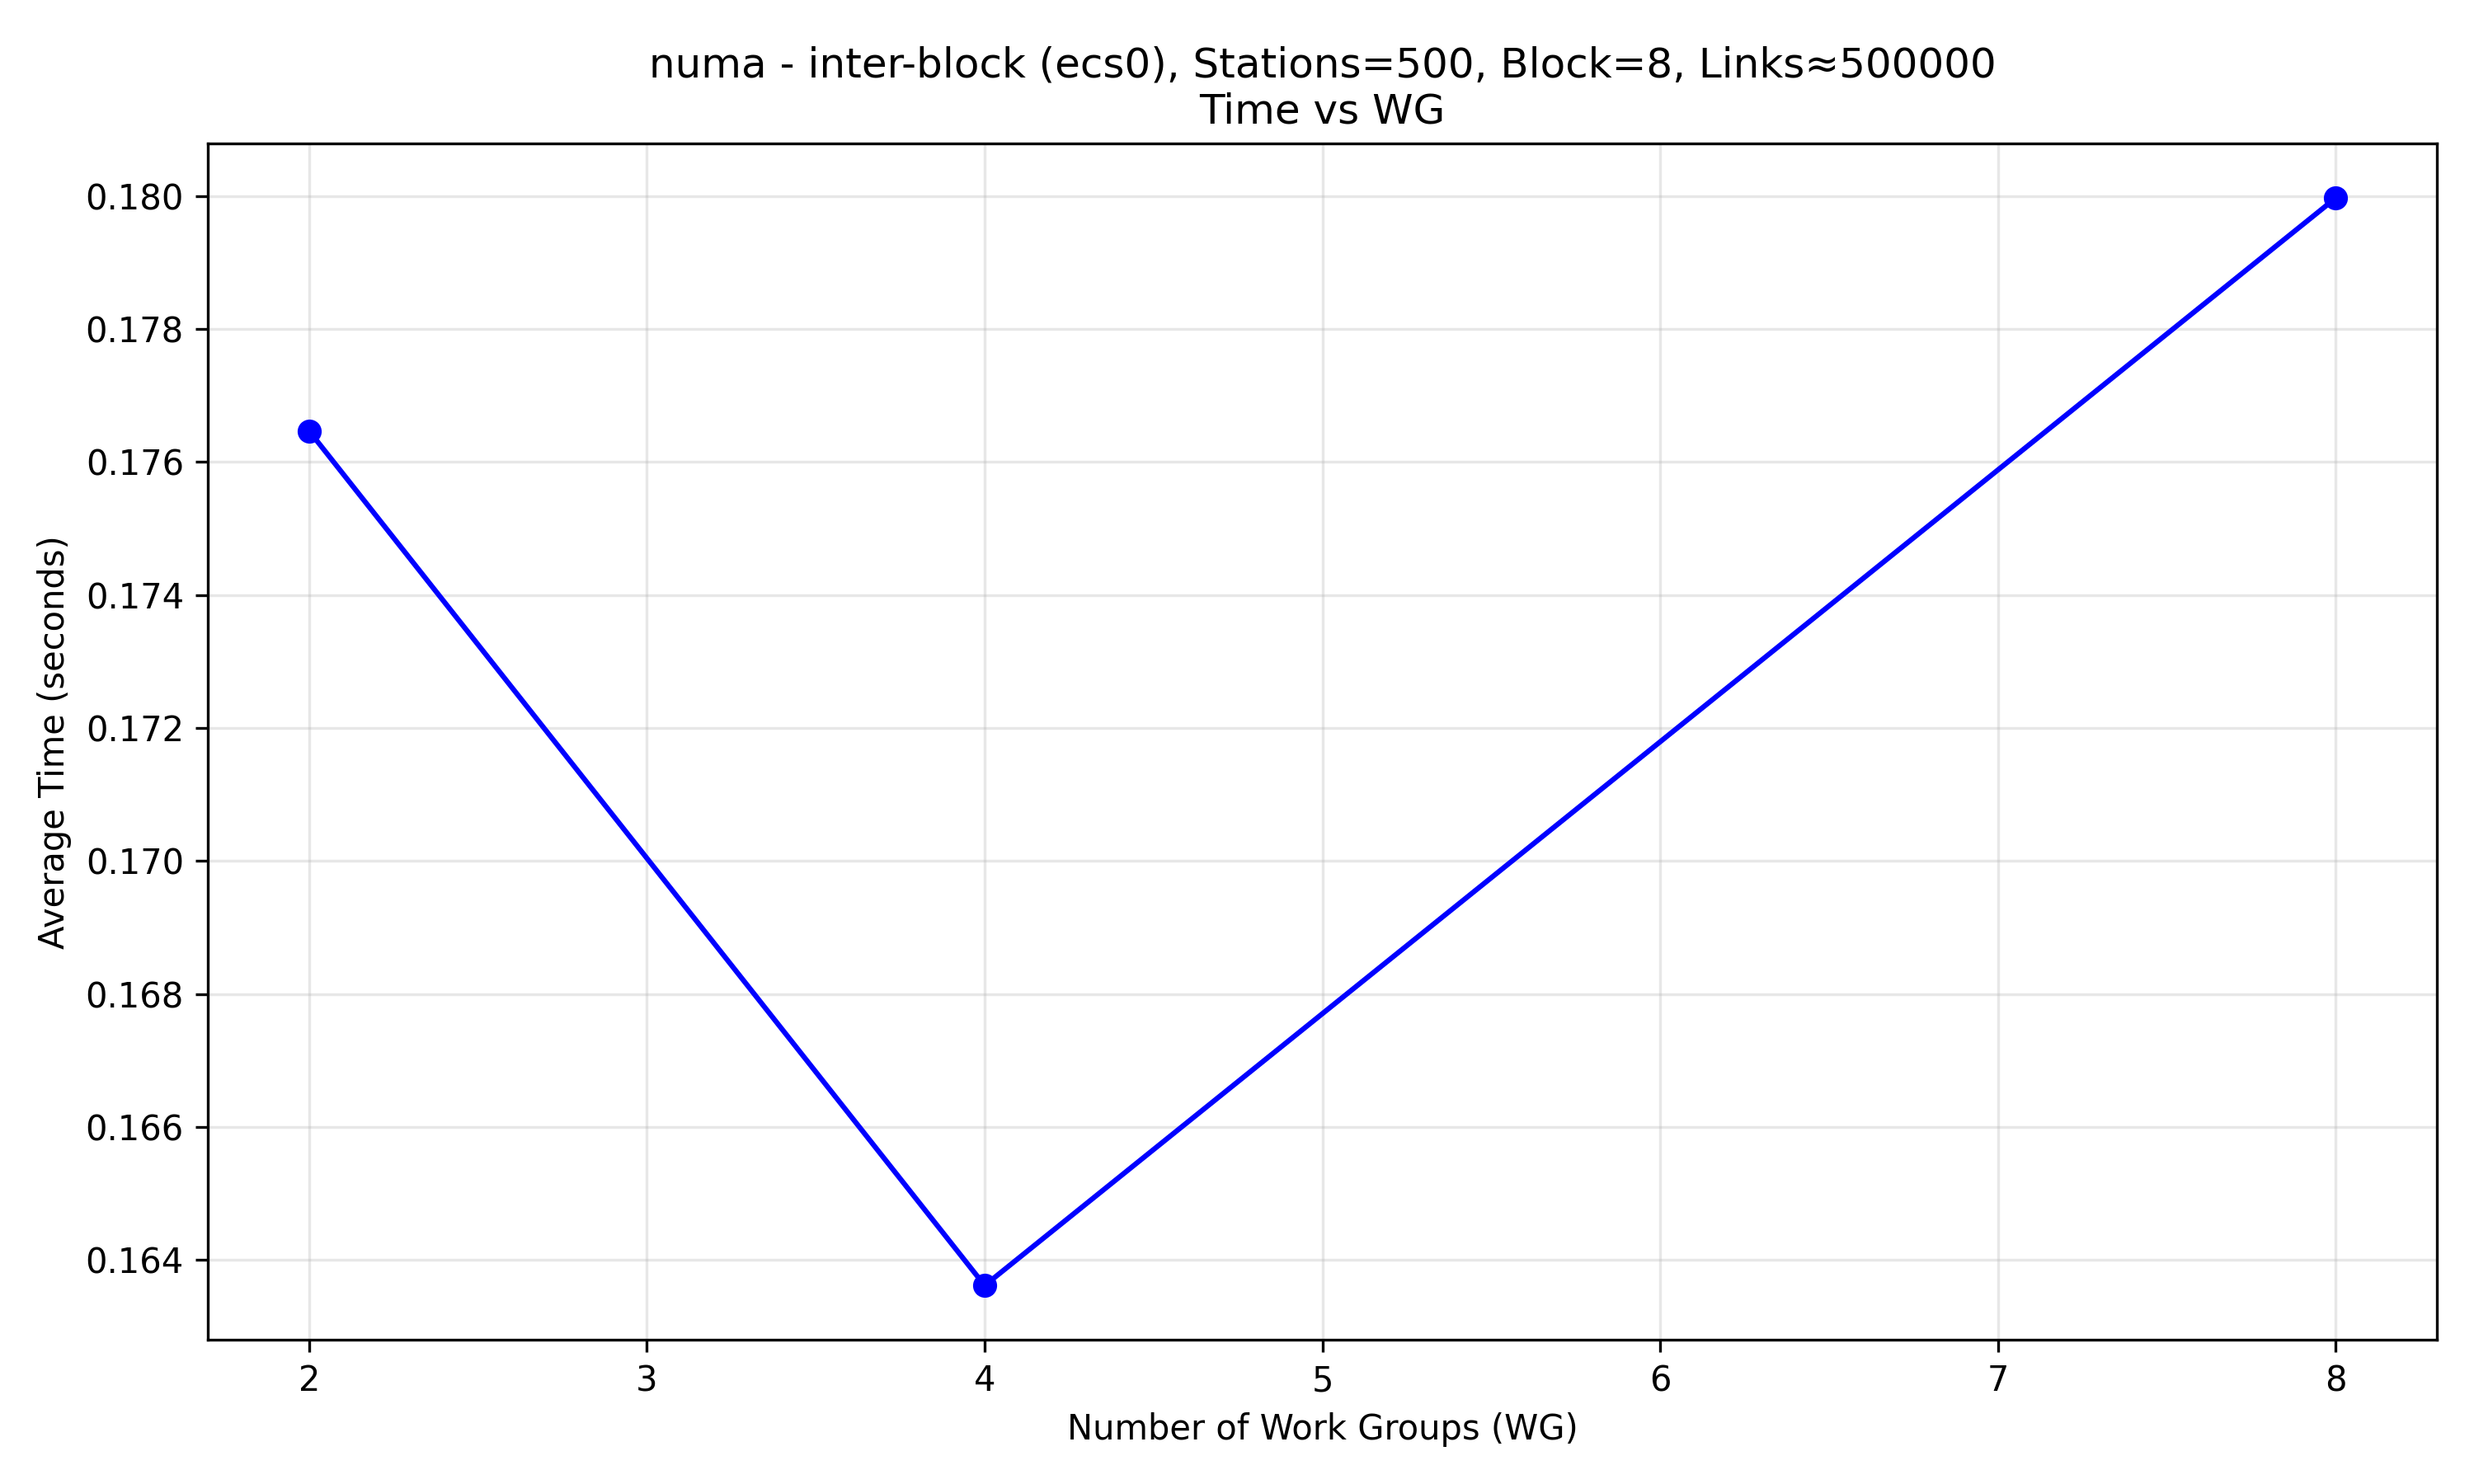 numa - inter-block (ecs0), Stations=500, Block=8, Links≈500000
Time vs WG
0.180
0.178
0.176
0.174
0.172
0.170
0.168
0.166
0.164
Average Time (seconds)
2 3 4 5 6 7 8
Number of Work Groups (WG)